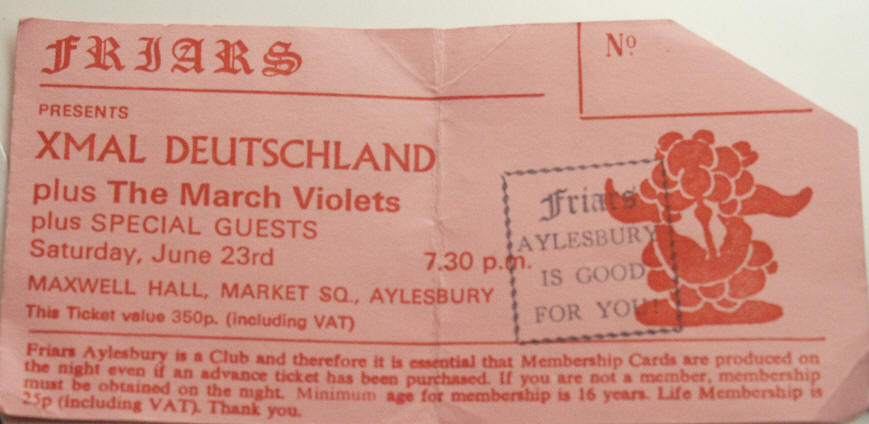 FRIARS
Nº
PRESENTS
XMAL DEUTSCHLAND
plus The March Violets
plus SPECIAL GUESTS
Saturday, June 23rd 7.30 p.m.
MAXWELL HALL, MARKET SQ., AYLESBURY
This Ticket value 350p. (including VAT)
Friars
AYLESBURY
IS GOOD
FOR YOU!
Friars Aylesbury is a Club and therefore it is essential that Membership Cards are produced on
the night even if an advance ticket has been purchased. If you are not a member, membership
must be obtained on the night. Minimum age for membership is 16 years. Life Membership is
25p (including VAT). Thank you.